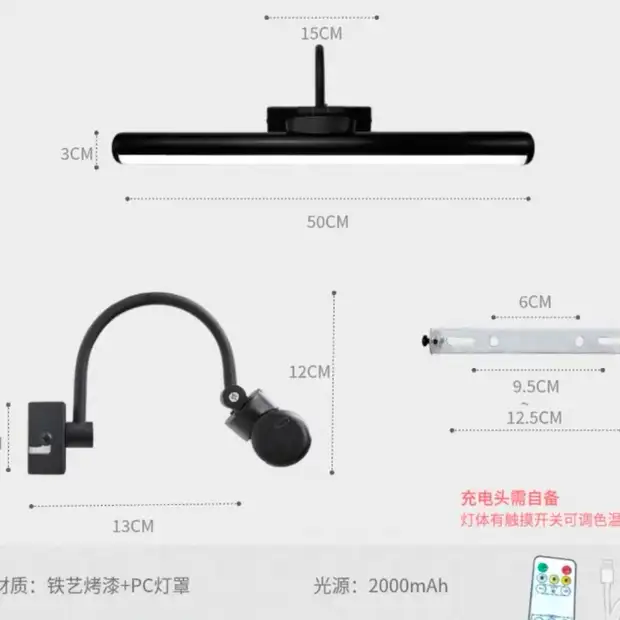 15CM
3CM
50CM
6CM
12CM
9.5CM
~
12.5CM
13CM
充电头需自备
灯体有触摸开关可调色温
材质：铁艺烤漆+PC灯罩
光源：2000mAh